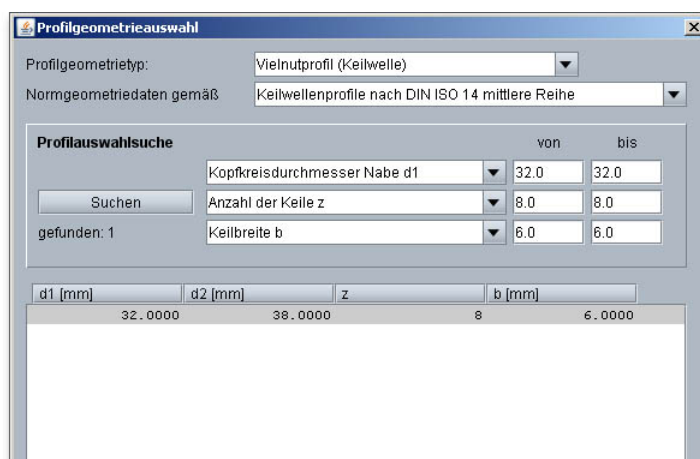 Profilgeometrieauswahl
Profilgeometrietyp: Vielnutprofil (Keilwelle)
Normgeometriedaten gemäß Keilwellenprofile nach DIN ISO 14 mittlere Reihe
Profilauswahlsuche von bis
Kopfkreisdurchmesser Nabe d1 32.0 32.0
Suchen Anzahl der Keile z 8.0 8.0
gefunden: 1 Keilbreite b 6.0 6.0
d1 [mm] d2 [mm] z b [mm]
32.0000 38.0000 8 6.0000